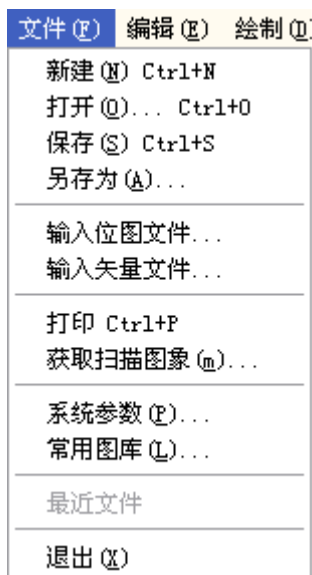 文件(F) 编辑(E) 绘制(D
新建(N) Ctrl+N
打开(O)... Ctrl+O
保存(S) Ctrl+S
另存为(A)...
输入位图文件...
输入矢量文件...
打印 Ctrl+P
获取扫描图象(m)...
系统参数(P)...
常用图库(L)...
最近文件
退出(X)